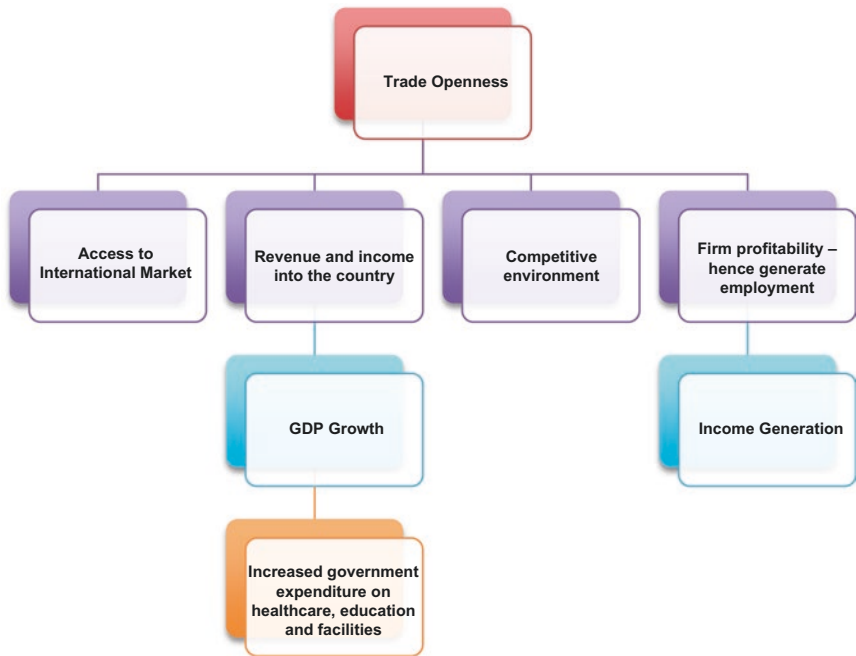 Trade Openness
Access to
International Market
Revenue and income
into the country
Competitive
environment
Firm profitability –
hence generate
employment
GDP Growth
Income Generation
Increased government
expenditure on
healthcare, education
and facilities